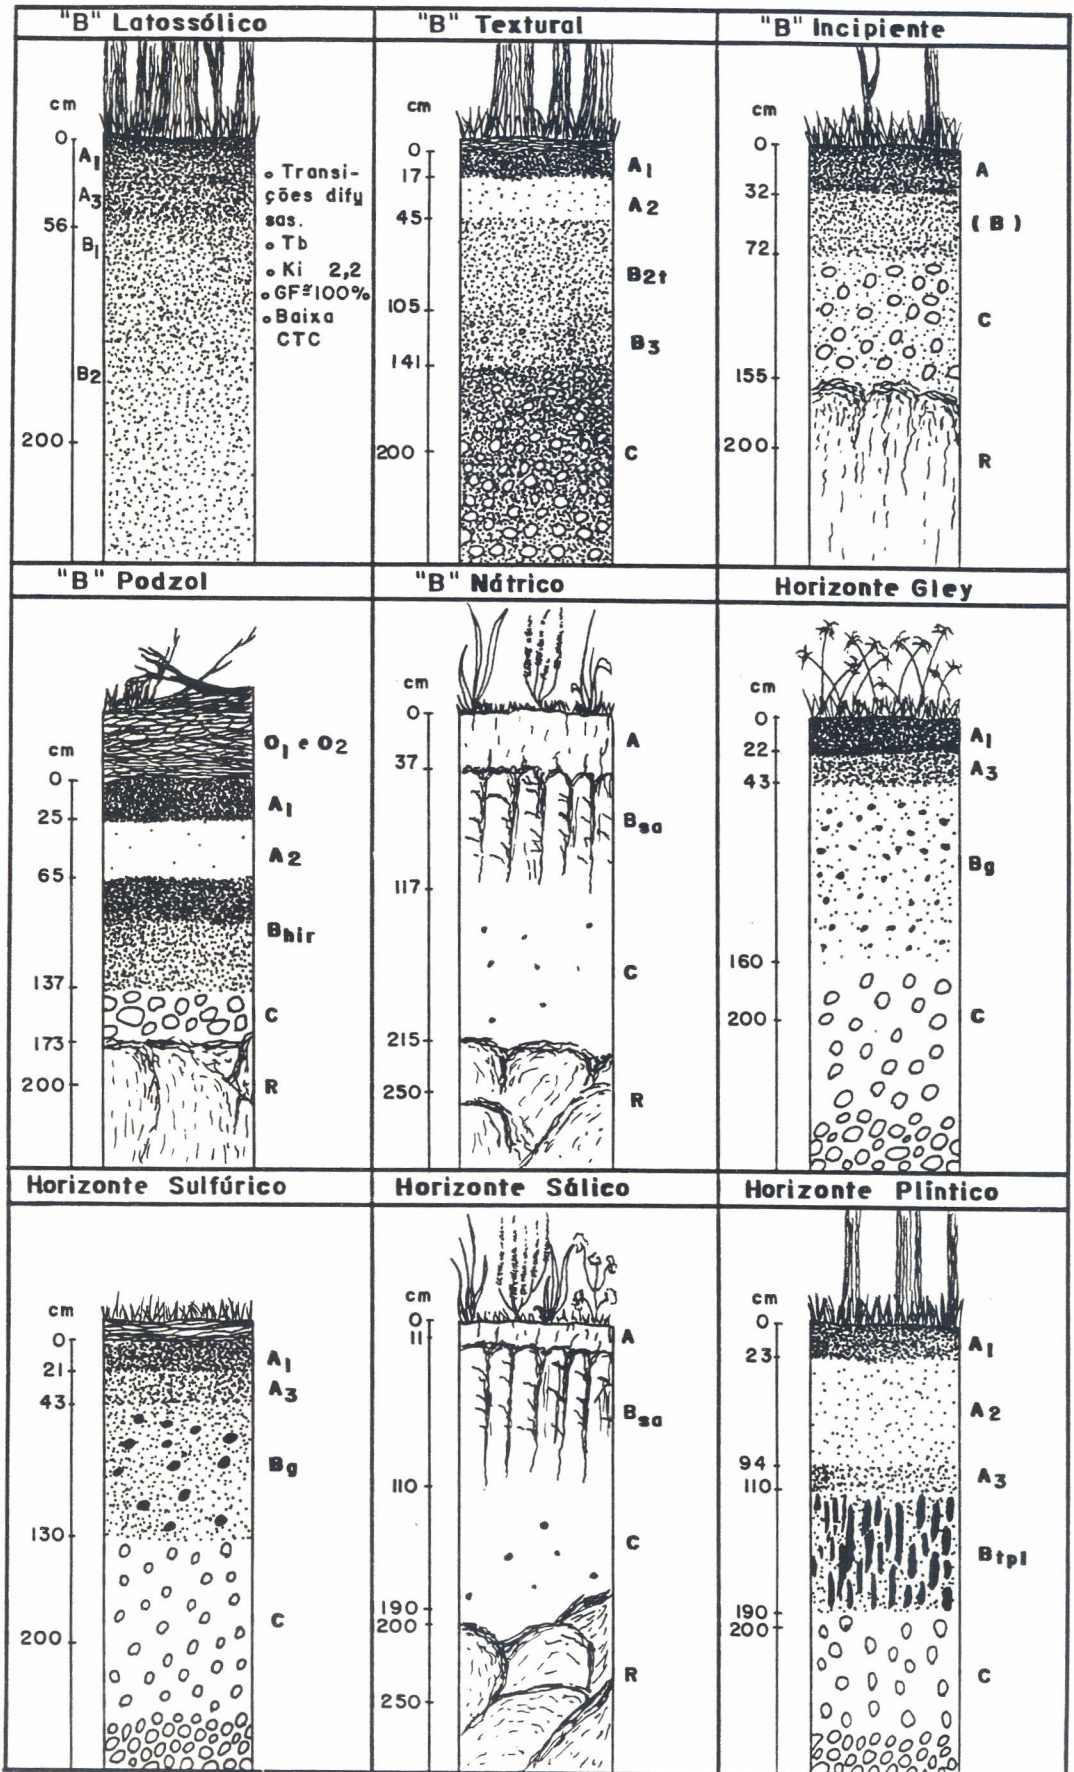 "B" Latossólico
cm
0
A1
A3
56
B1
B2
200
o Transi-
ções difu
sas.
o Tb
o Ki 2,2
o GF≅100%
o Baixa
CTC
"B" Textural
cm
0
A1
17
A2
45
B2t
105
B3
141
200
C
"B" Incipiente
cm
0
A
32
(B)
72
C
155
200
R
"B" Podzol
O1 e O2
cm
0
A1
25
A2
65
Bhir
137
C
173
200
R
"B" Nátrico
cm
0
A
37
Bsa
117
C
215
250
R
Horizonte Gley
cm
0
A1
22
A3
43
Bg
160
200
C
Horizonte Sulfúrico
cm
0
A1
21
A3
43
Bg
130
C
200
Horizonte Sálico
cm
0
11
A
Bsa
110
C
190
200
R
250
Horizonte Plíntico
cm
0
A1
23
A2
94
A3
110
Btpl
190
200
C